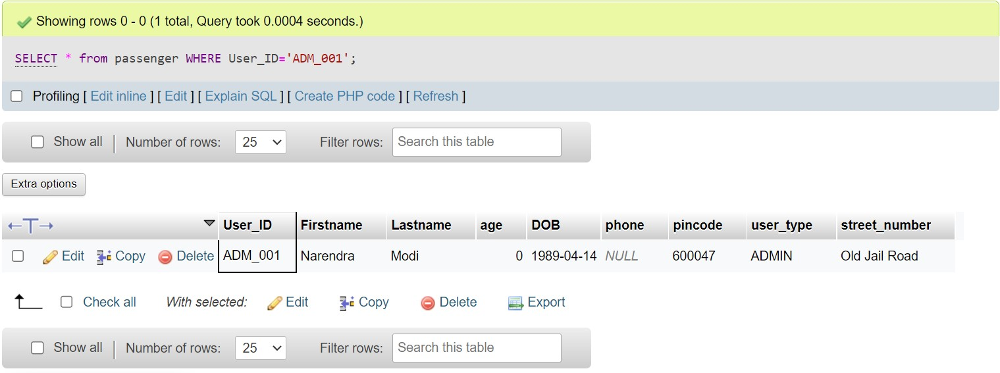 Showing rows 0 - 0 (1 total, Query took 0.0004 seconds.)
SELECT * from passenger WHERE User_ID='ADM_001';
Profiling [ Edit inline ] [ Edit ] [ Explain SQL ] [ Create PHP code ] [ Refresh ]
Show all | Number of rows: 25 Filter rows: Search this table
Extra options
←T→ User_ID Firstname Lastname age DOB phone pincode user_type street_number
Edit Copy Delete ADM_001 Narendra Modi 0 1989-04-14 NULL 600047 ADMIN Old Jail Road
Check all With selected: Edit Copy Delete Export
Show all | Number of rows: 25 Filter rows: Search this table